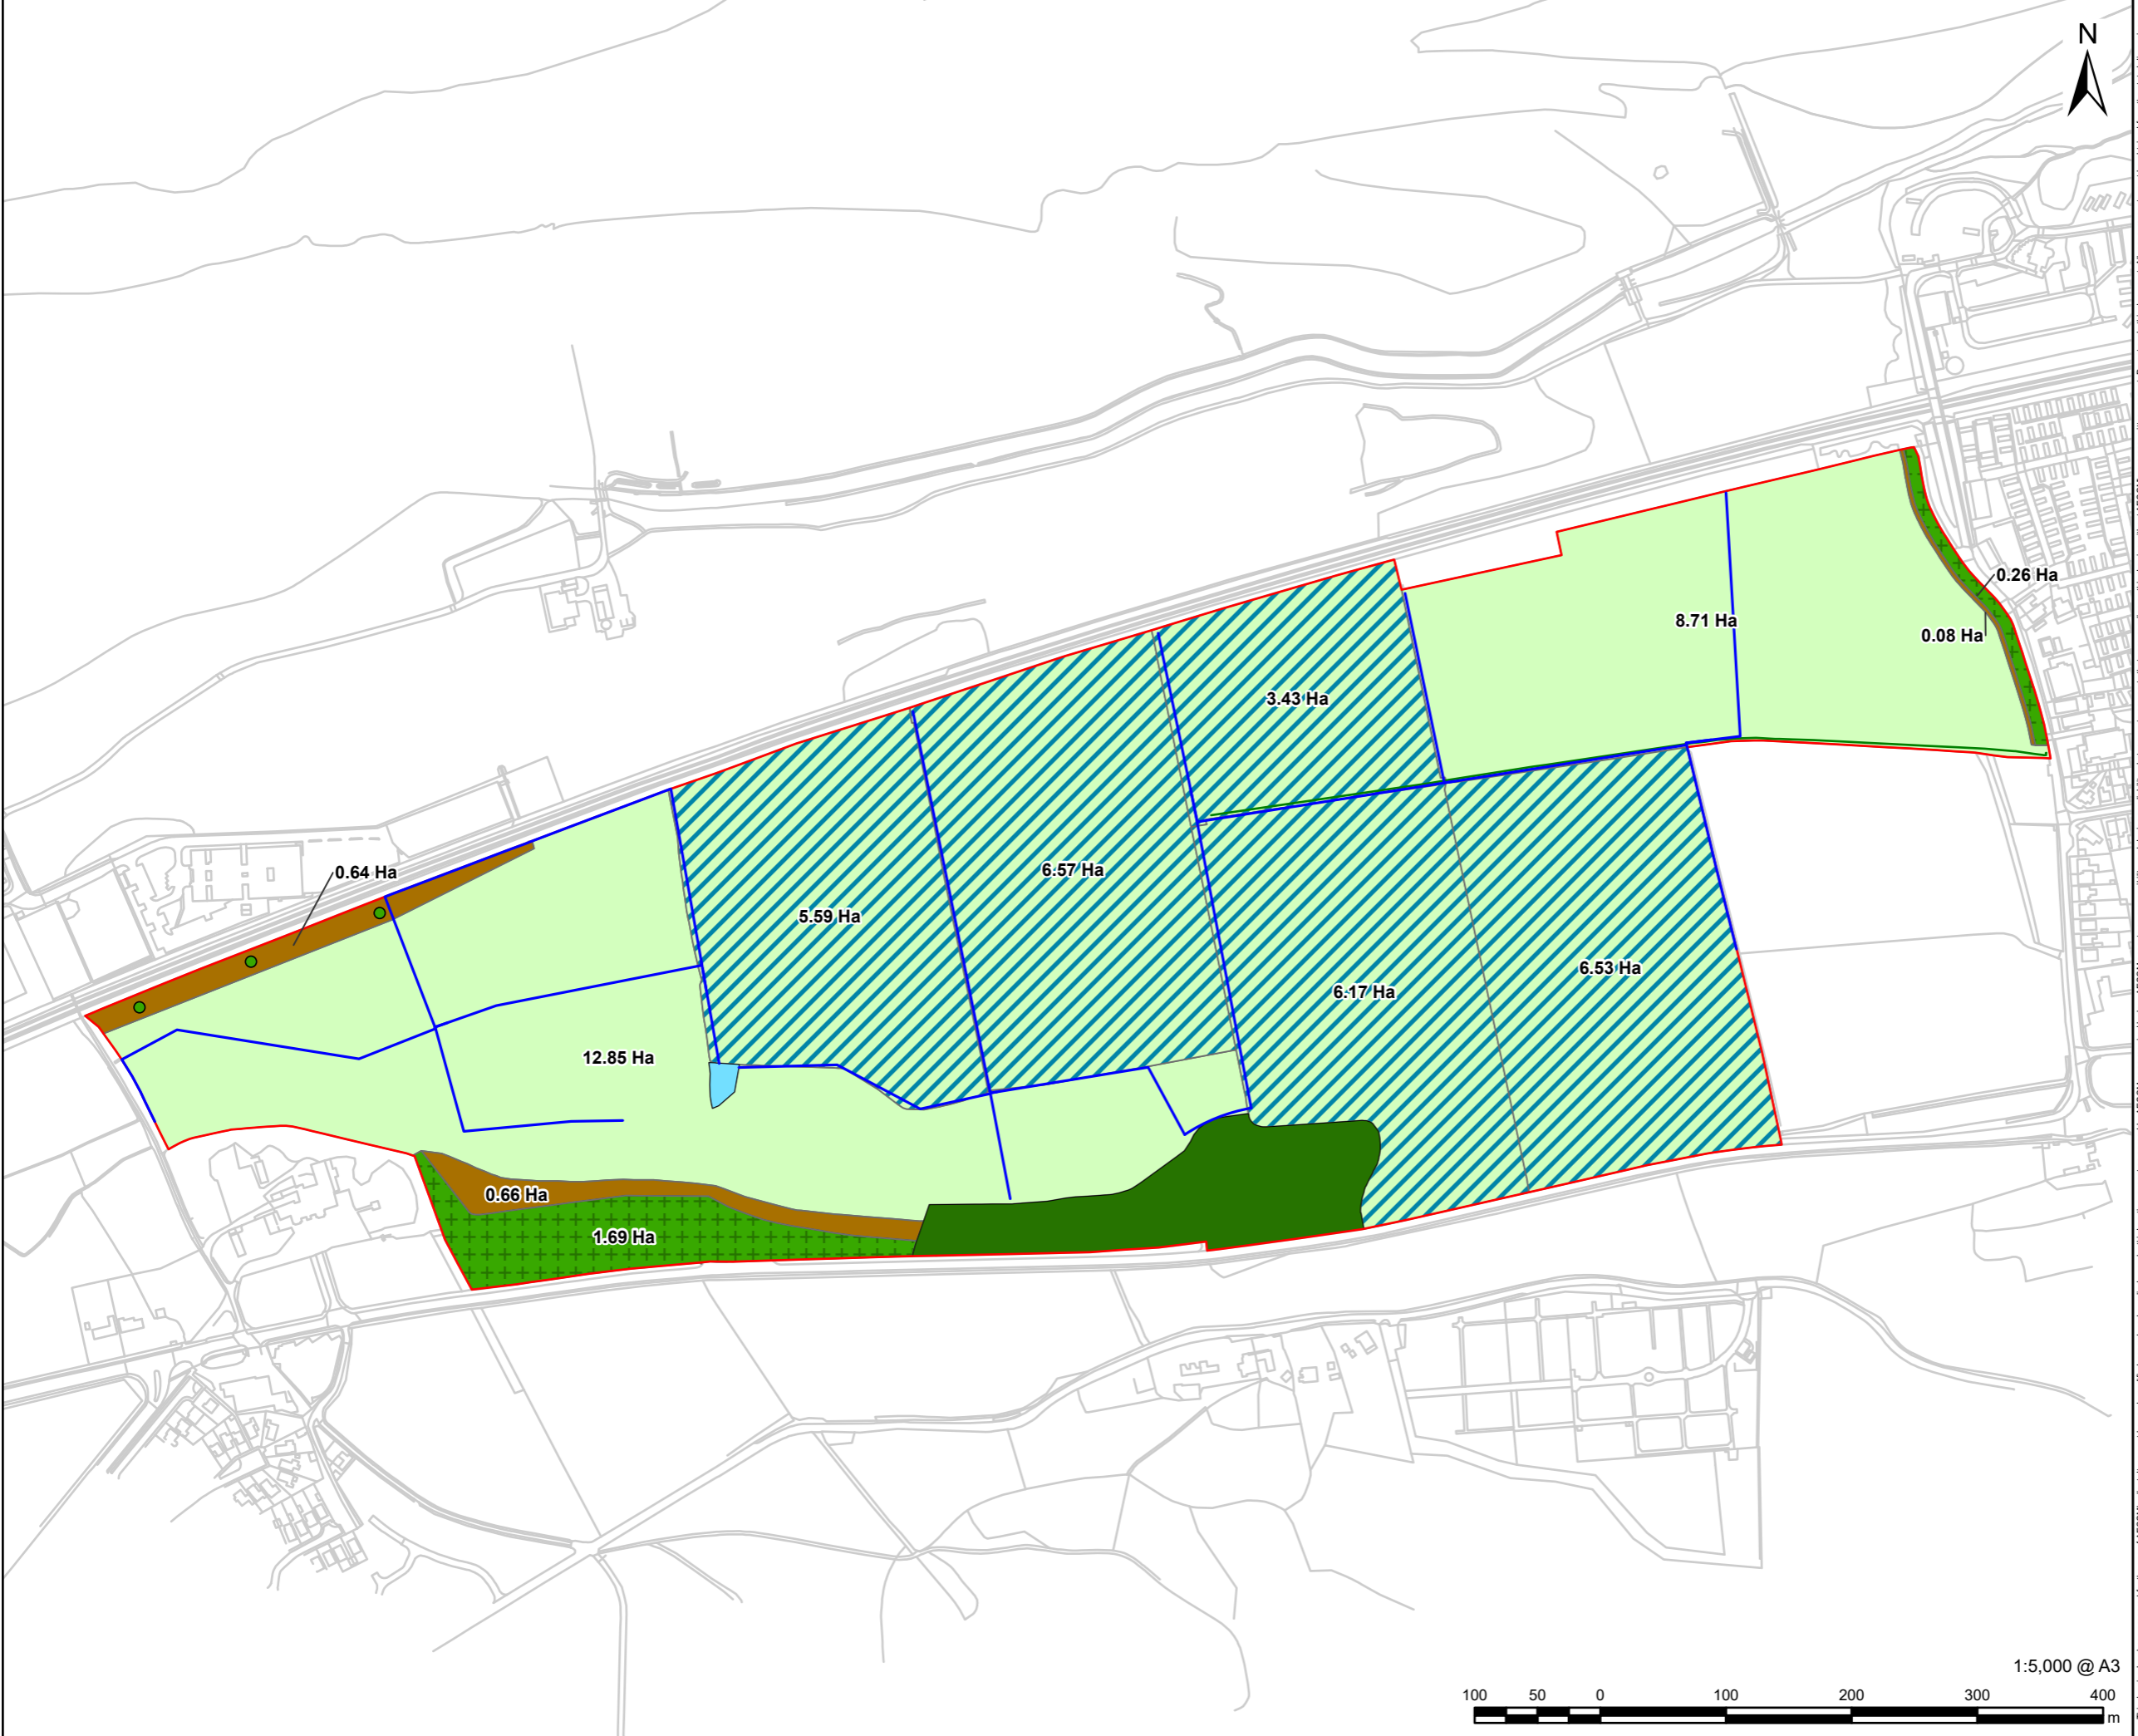 N
0.26 Ha
8.71 Ha
0.08 Ha
3.43 Ha
6.57 Ha
0.64 Ha
5.59 Ha
6.53 Ha
6.17 Ha
12.85 Ha
0.66 Ha
1.69 Ha
1:5,000 @ A3
100 50 0 100 200 300 400
m